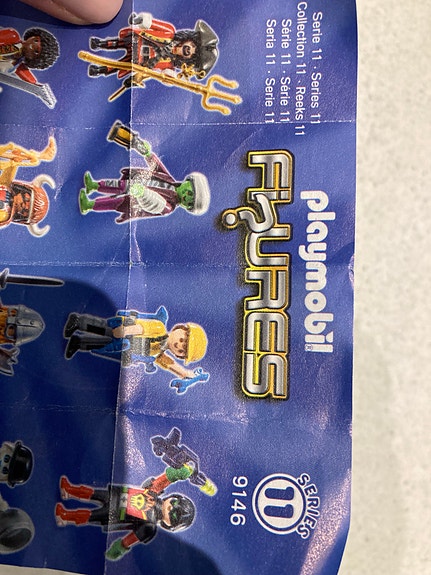 Serie 11 · Series 11
Collection 11 · Reeks 11
Série 11 · Série 11
Seria 11 · Serie 11
playmobil®
FIGURES
SERIES
11
9146